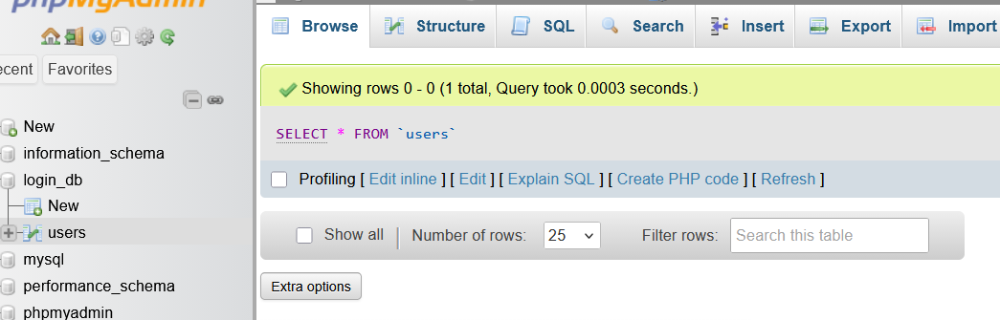 phpMyAdmin
Browse Structure SQL Search Insert Export Import
ecent Favorites
Showing rows 0 - 0 (1 total, Query took 0.0003 seconds.)
New
SELECT * FROM `users`
information_schema
login_db
Profiling [ Edit inline ] [ Edit ] [ Explain SQL ] [ Create PHP code ] [ Refresh ]
New
users
Show all Number of rows: 25 Filter rows: Search this table
mysql
performance_schema
Extra options
phpmyadmin